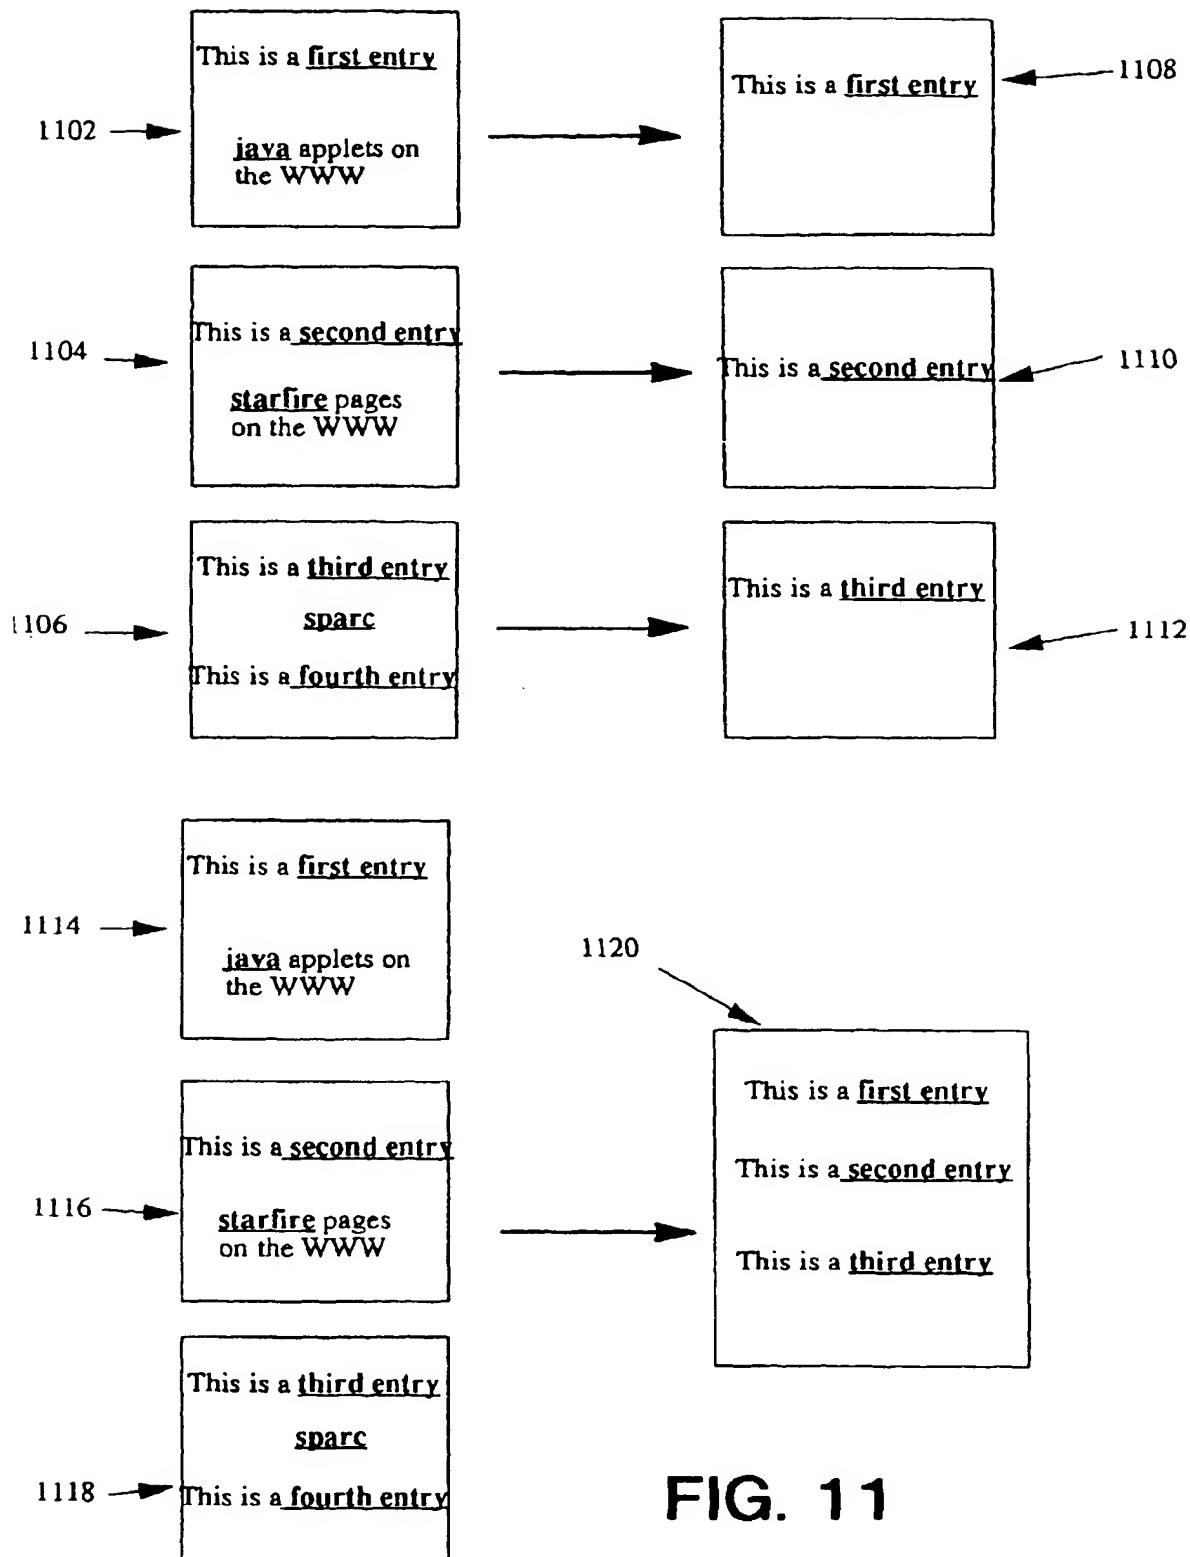 This is a first entry
java applets on
the WWW
1102
This is a first entry
1108
This is a second entry
starfire pages
on the WWW
1104
This is a second entry
1110
This is a third entry
sparc
This is a fourth entry
1106
This is a third entry
1112
This is a first entry
java applets on
the WWW
1114
This is a second entry
starfire pages
on the WWW
1116
This is a third entry
sparc
This is a fourth entry
1118
1120
This is a first entry
This is a second entry
This is a third entry
FIG. 11